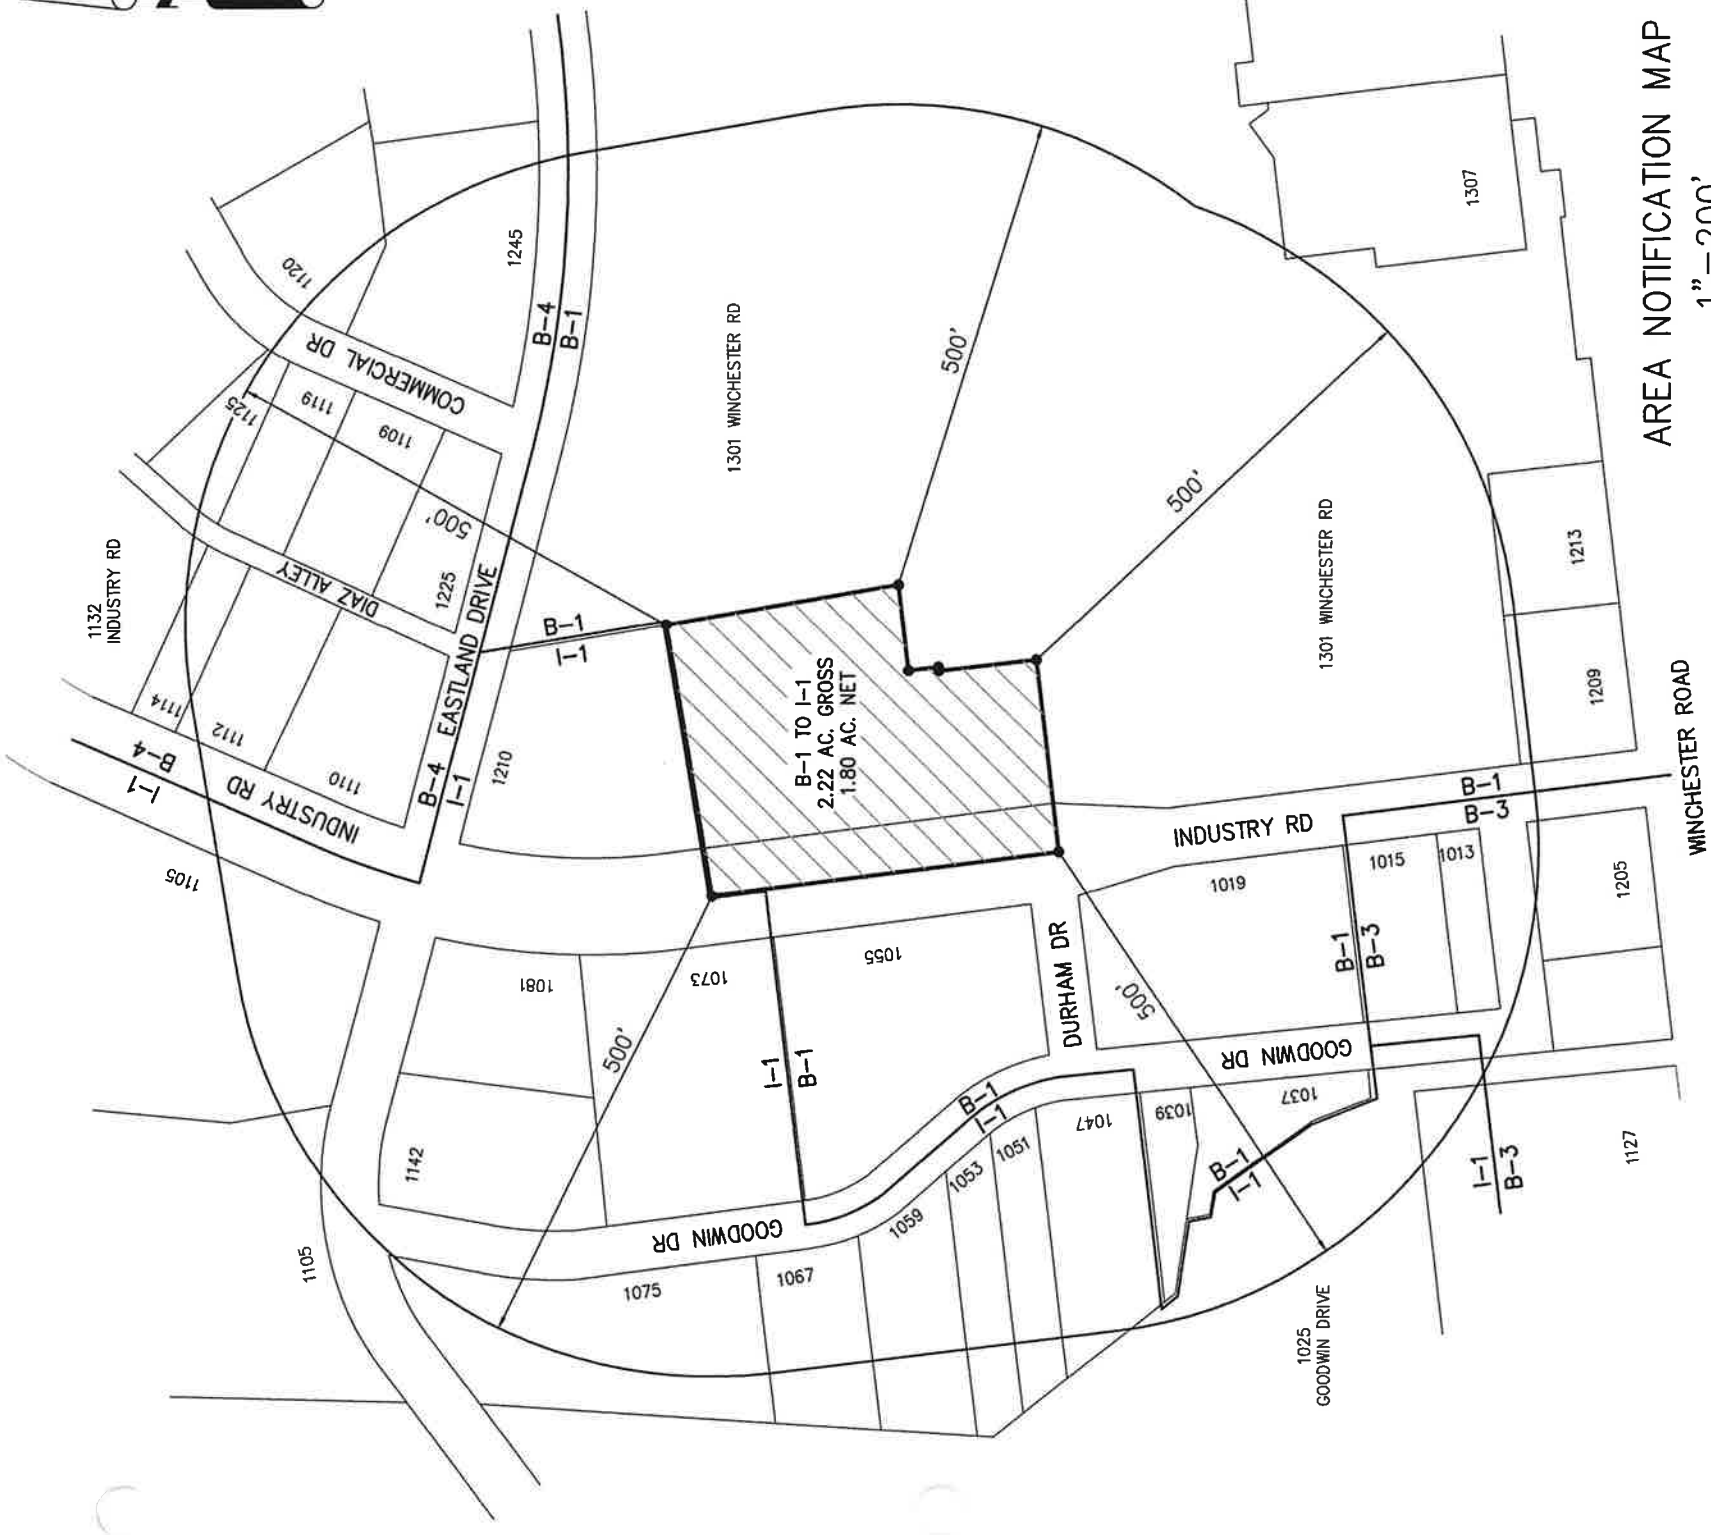 1120
1245
COMMERCIAL DR
1125
1119
1109
B-4
B-1
1301 WINCHESTER RD
500'
1307
AREA NOTIFICATION MAP
1"=200'
1132
INDUSTRY RD
DIAZ ALLEY
500'
1225
EASTLAND DRIVE
B-1
I-1
1114
1112
1110
B-4
I-1
INDUSTRY RD
B-4
I-1
1210
B-1 TO I-1
2.22 AC. GROSS
1.80 AC. NET
500'
1301 WINCHESTER RD
1213
1209
WINCHESTER ROAD
1105
1081
1073
1055
INDUSTRY RD
1019
1015
1013
B-1
B-3
1205
500'
I-1
B-1
DURHAM DR
500'
B-1
B-3
GOODWIN DR
1142
B-1
I-1
1047
1039
1037
1051
1053
1059
B-1
I-1
I-1
B-3
1127
1105
GOODWIN DR
1075
1067
1025
GOODWIN DRIVE